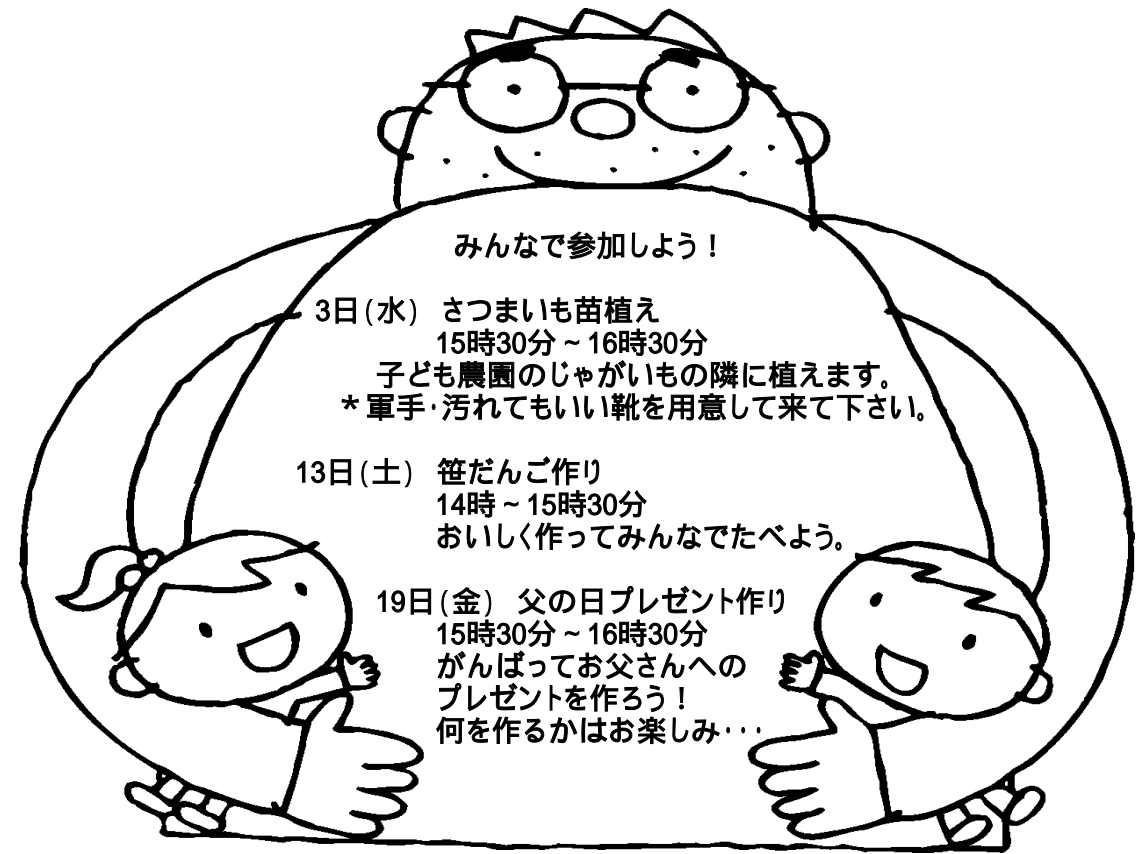 みんなで参加しよう！
3日(水) さつまいも苗植え
15時30分～16時30分
子ども農園のじゃがいもの隣に植えます。
＊軍手・汚れてもいい靴を用意して来て下さい。
13日(土) 笹だんご作り
14時～15時30分
おいしく作ってみんなでたべよう。
19日(金) 父の日プレゼント作り
15時30分～16時30分
がんばってお父さんへの
プレゼントを作ろう！
何を作るかはお楽しみ・・・